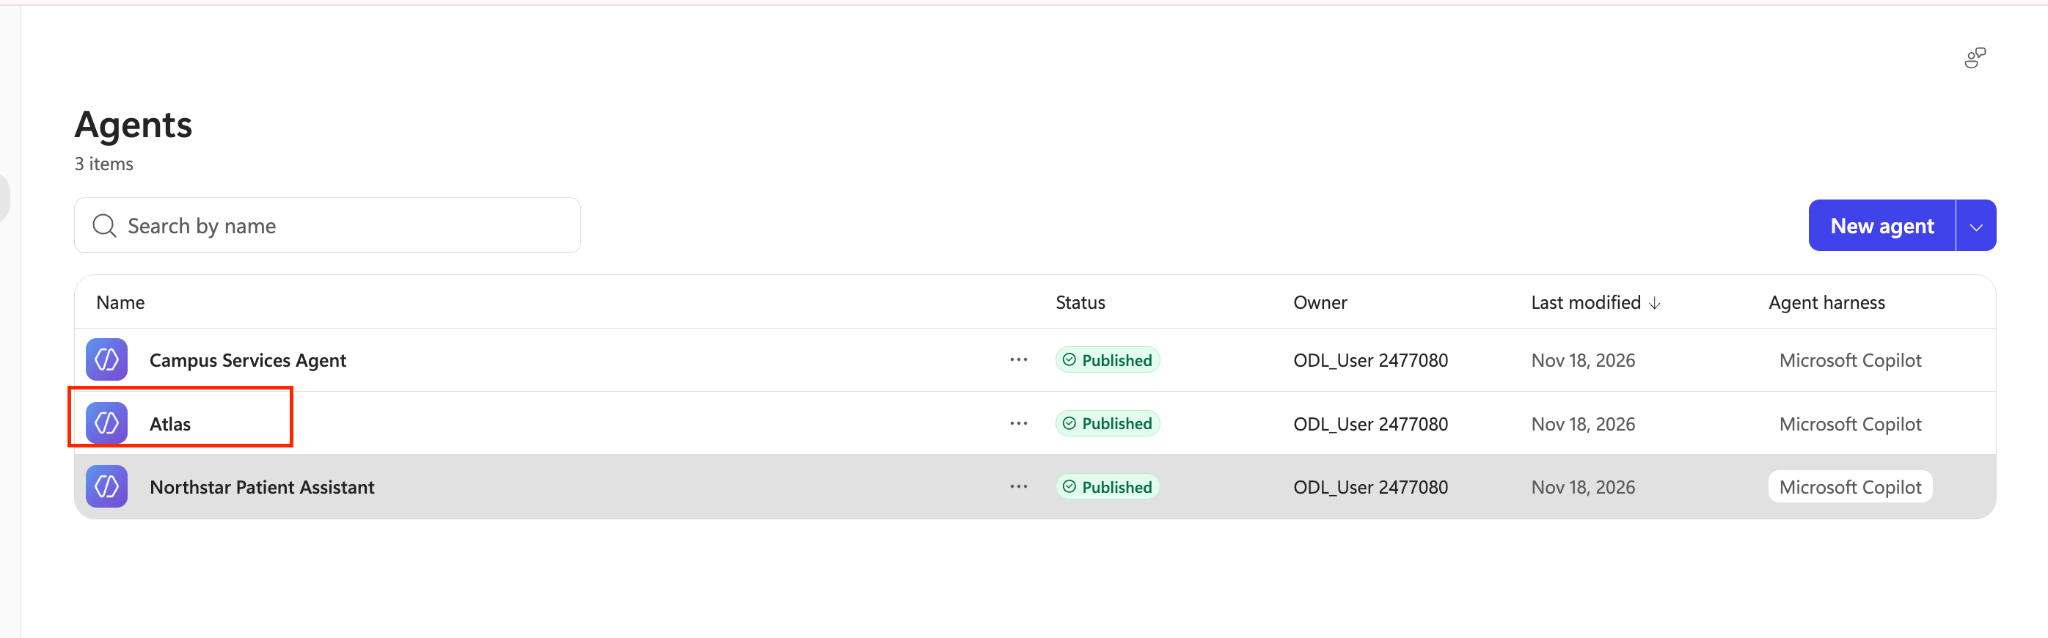 Agents
3 items
Search by name
New agent
Name Status Owner Last modified Agent harness
Campus Services Agent Published ODL_User 2477080 Nov 18, 2026 Microsoft Copilot
Atlas Published ODL_User 2477080 Nov 18, 2026 Microsoft Copilot
Northstar Patient Assistant Published ODL_User 2477080 Nov 18, 2026 Microsoft Copilot